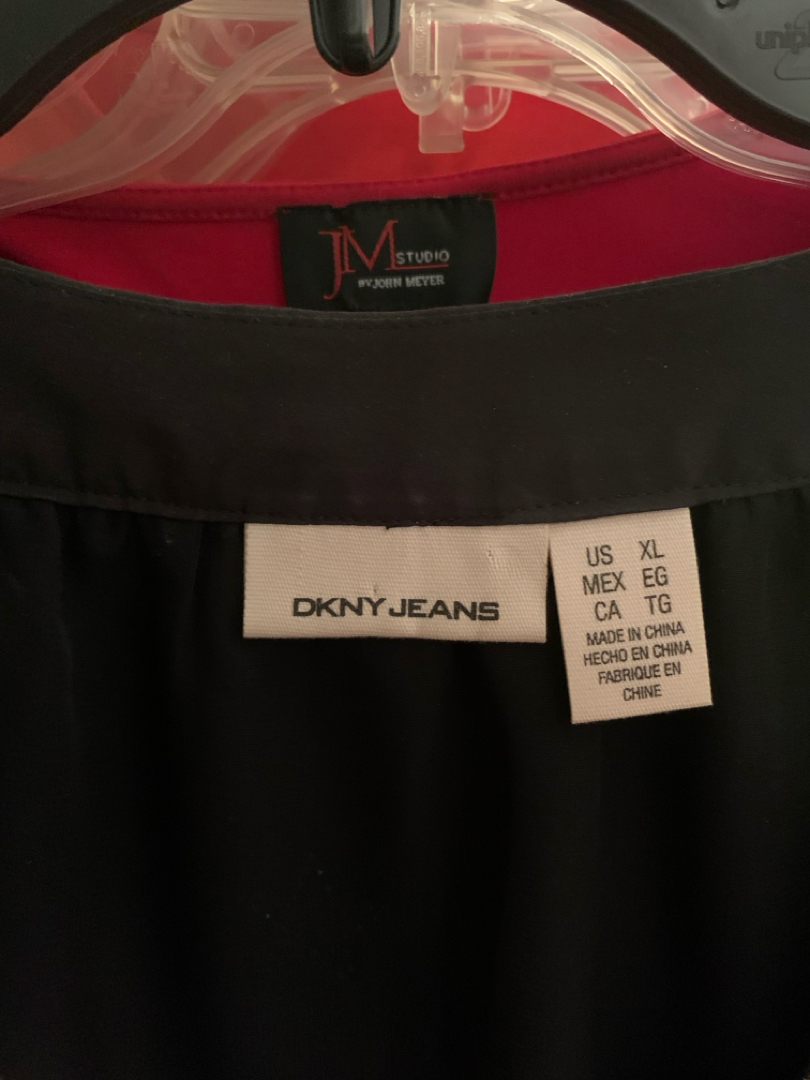 JM STUDIO
BY JOHN MEYER
DKNY JEANS
US XL
MEX EG
CA TG
MADE IN CHINA
HECHO EN CHINA
FABRIQUE EN
CHINE